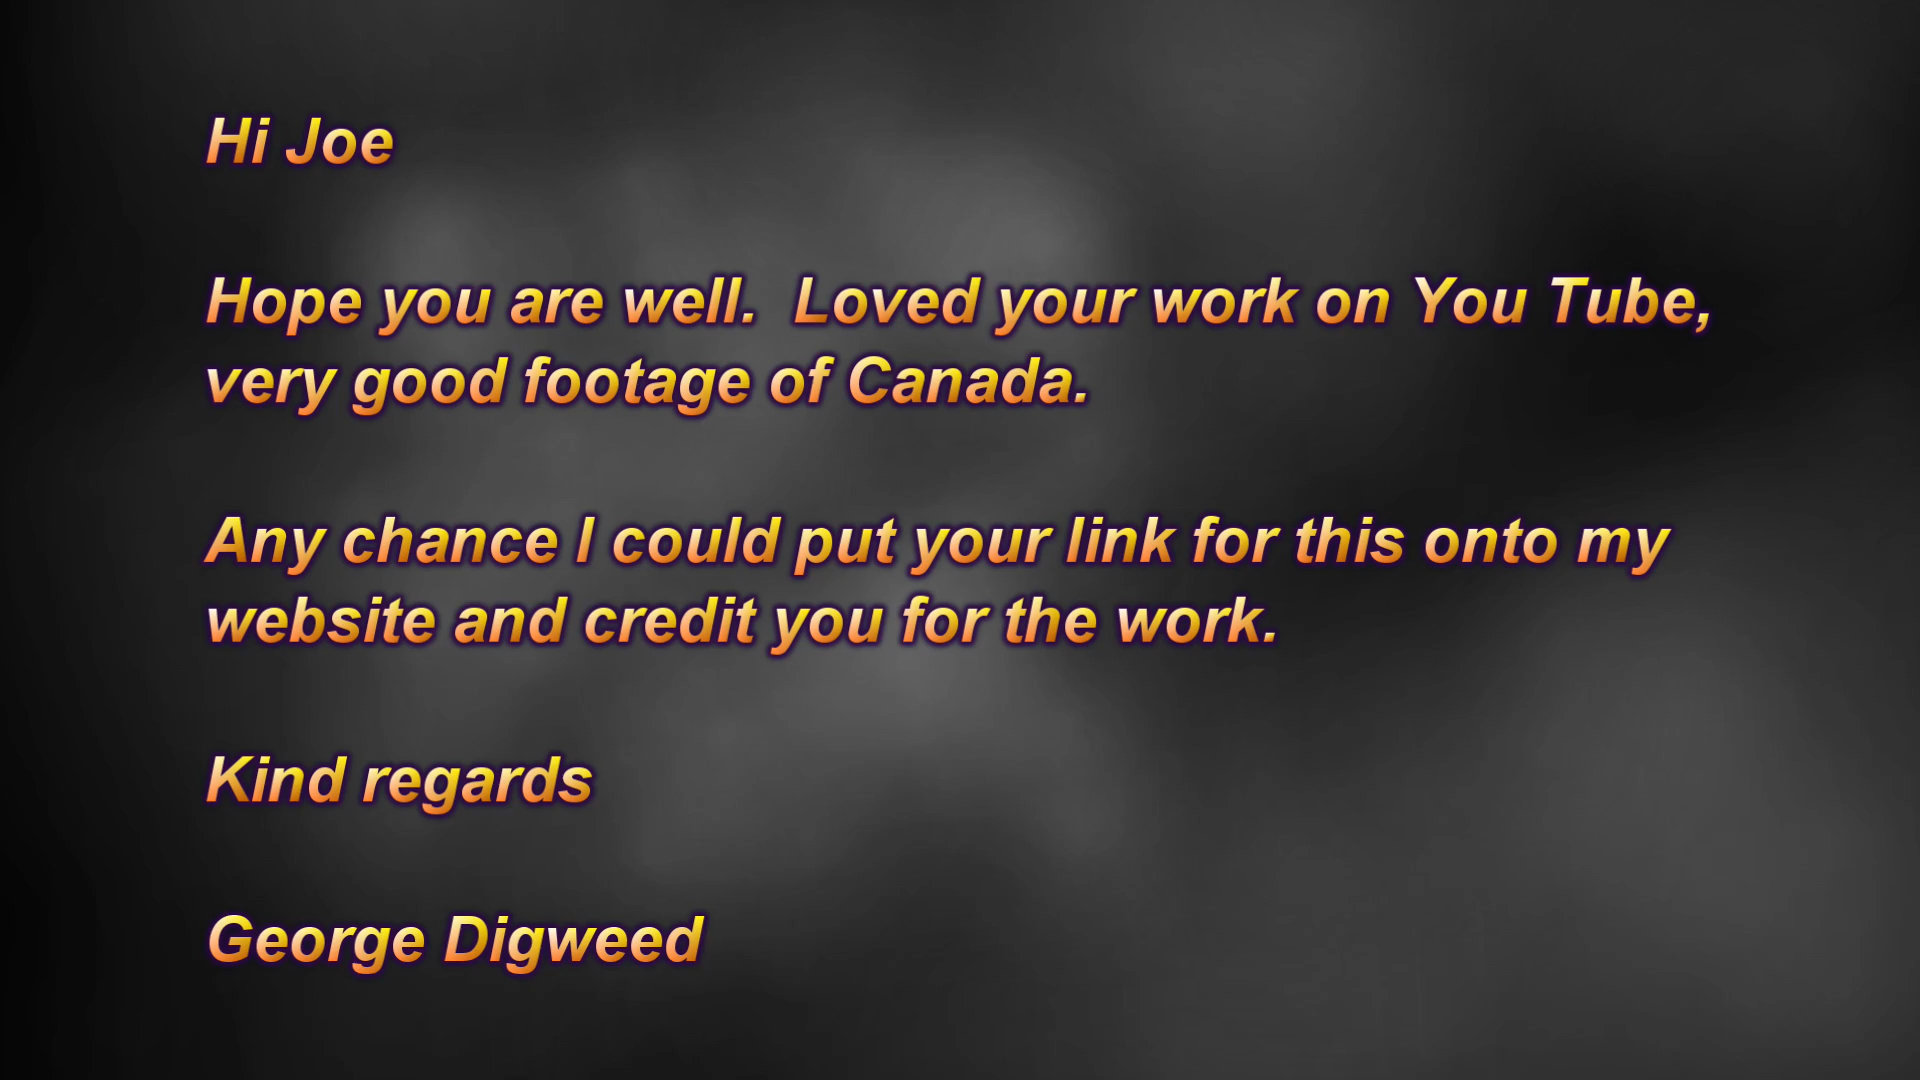 Hi Joe
Hope you are well.  Loved your work on You Tube,
very good footage of Canada.
Any chance I could put your link for this onto my
website and credit you for the work.
Kind regards
George Digweed